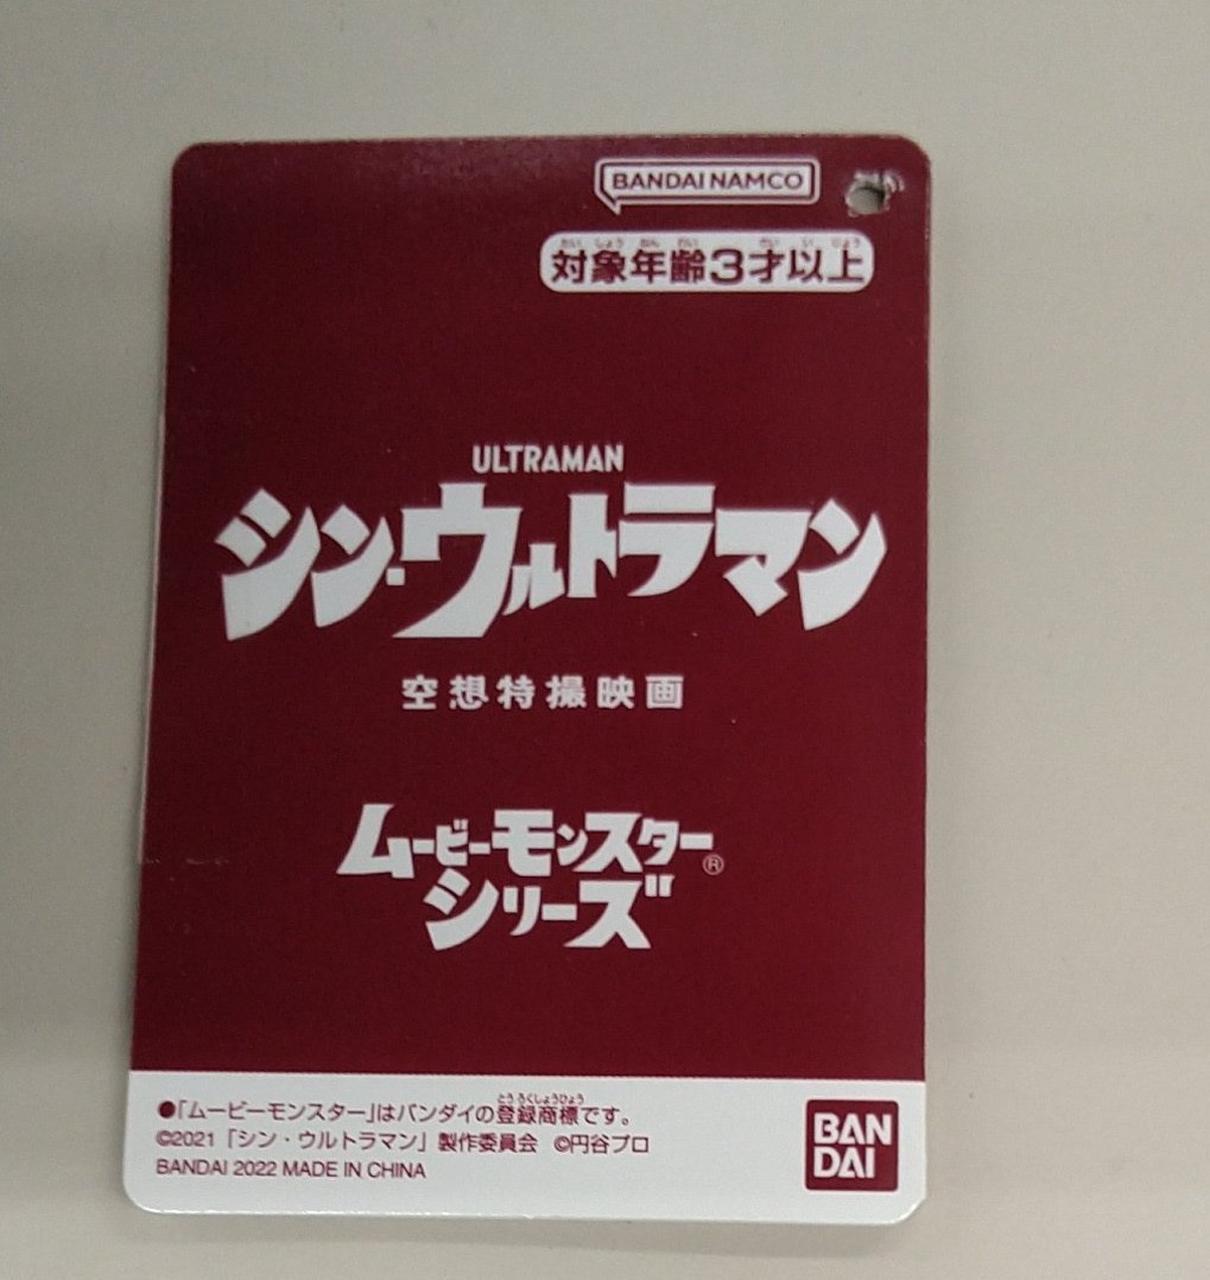 BANDAI NAMCO
たい しょう ねん れい さい い じょう
対象年齢3才以上
ULTRAMAN
シン・ウルトラマン
空想特撮映画
ムービーモンスター®
シリーズ
とうろくしょうひょう
●「ムービーモンスター」はバンダイの登録商標です。
©2021「シン・ウルトラマン」製作委員会 ©円谷プロ
BANDAI 2022 MADE IN CHINA
BAN
DAI